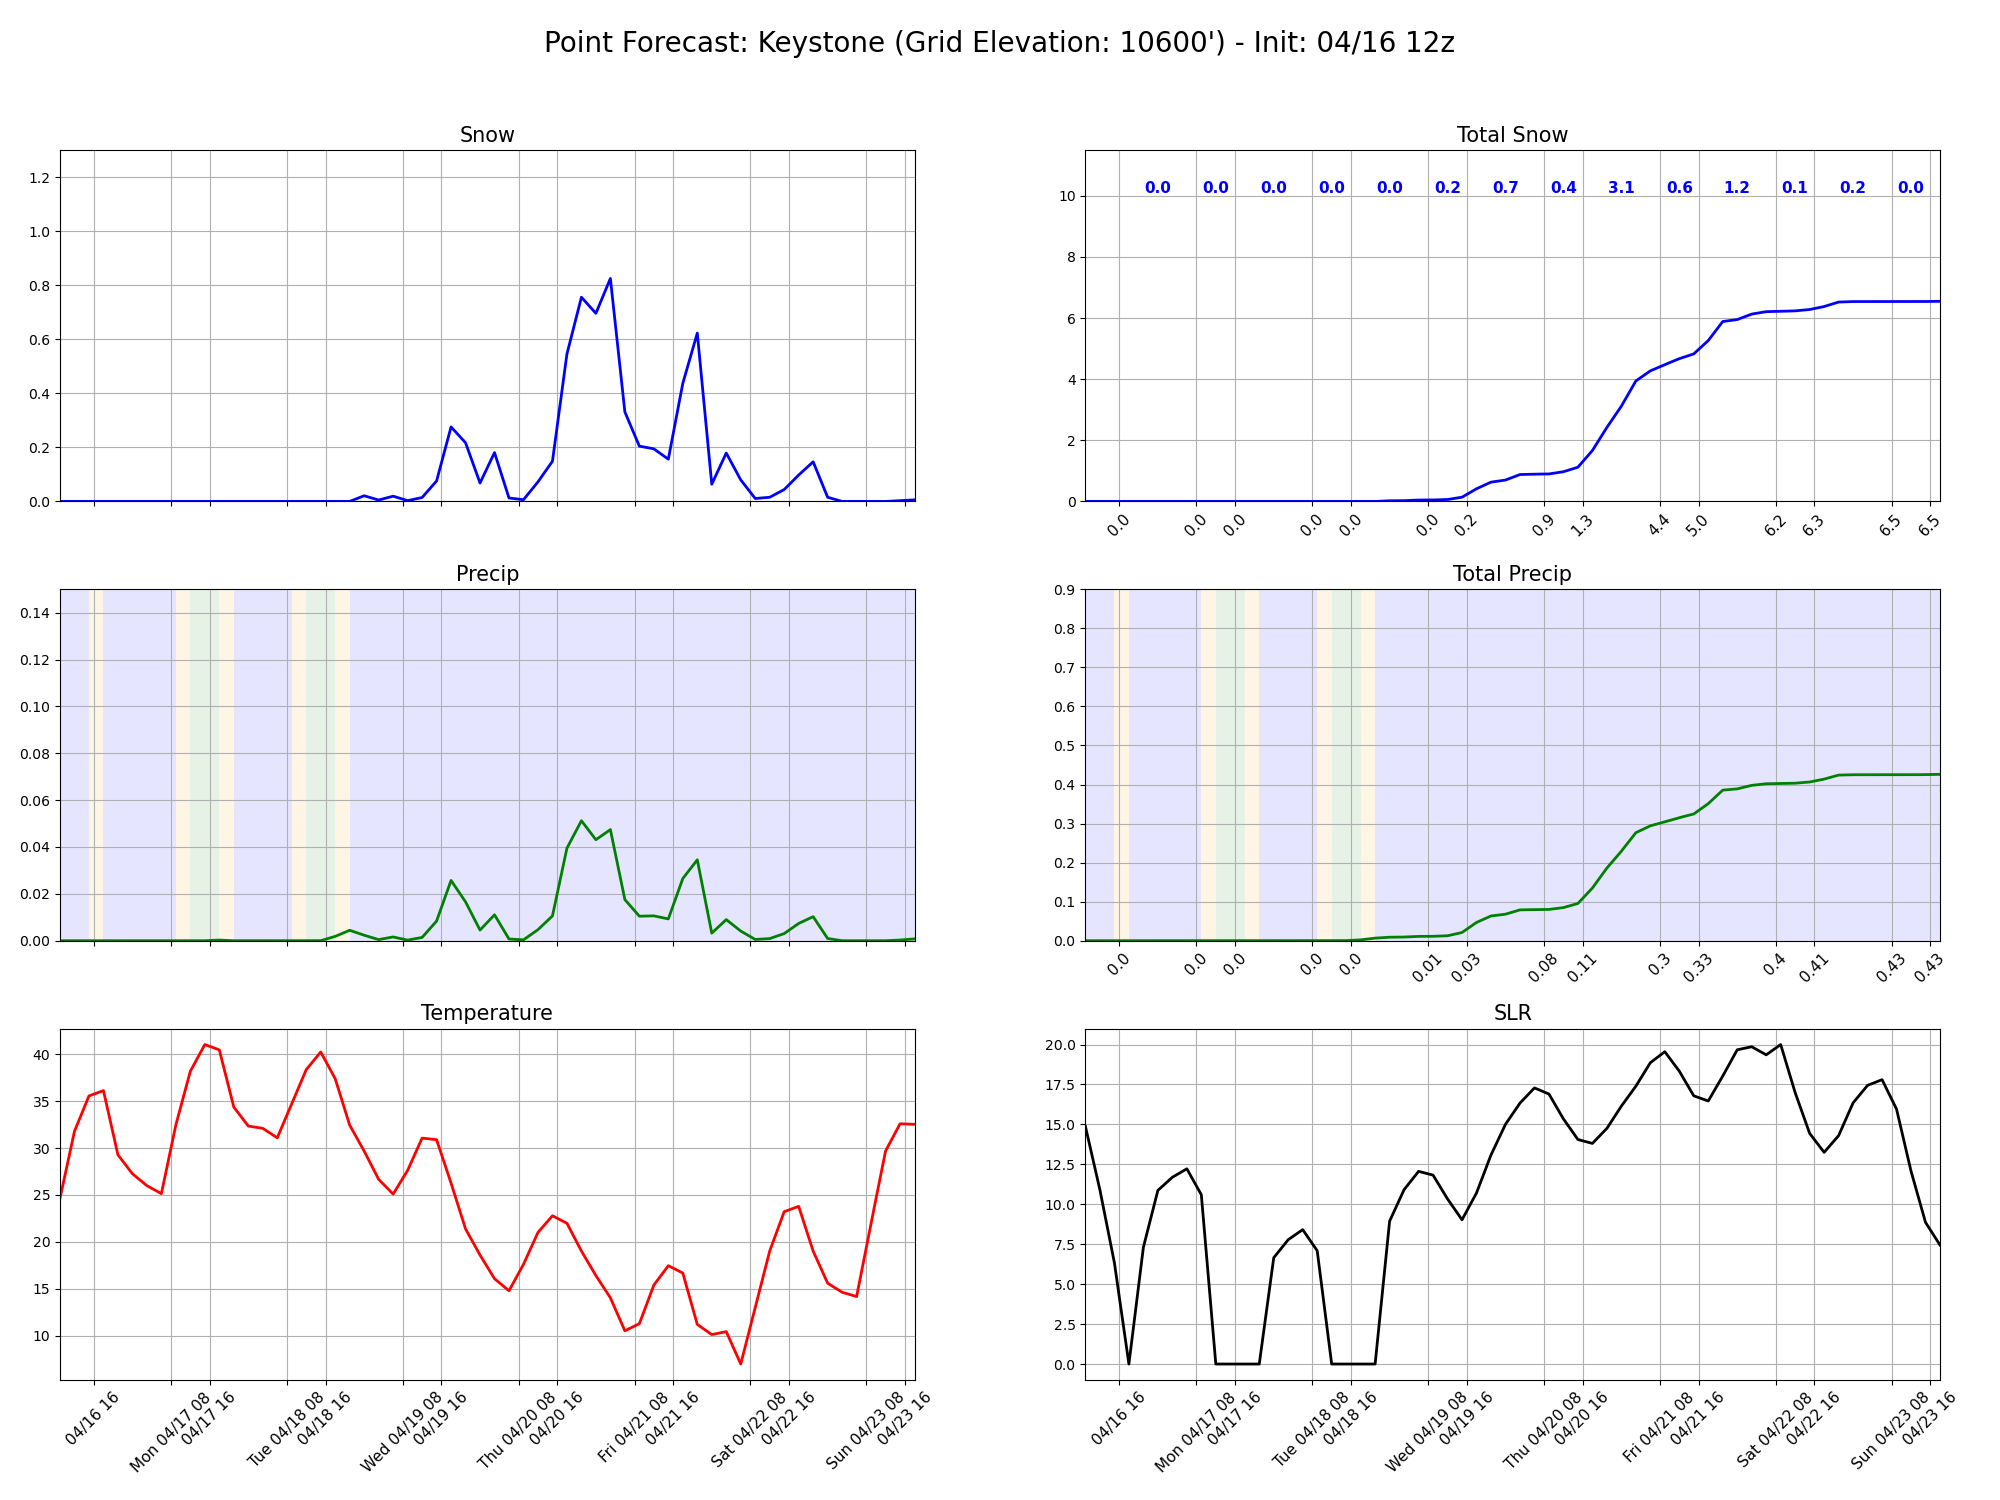 Point Forecast: Keystone (Grid Elevation: 10600') - Init: 04/16 12z
Snow
1.2
1.0
0.8
0.6
0.4
0.2
0.0
Total Snow
0.0 0.0 0.0 0.0 0.0 0.2 0.7 0.4 3.1 0.6 1.2 0.1 0.2 0.0
10
8
6
4
2
0
0.0 0.0 0.0 0.0 0.0 0.0 0.2 0.9 1.3 4.4 5.0 6.2 6.3 6.5 6.5
Precip
0.14
0.12
0.10
0.08
0.06
0.04
0.02
0.00
Total Precip
0.9
0.8
0.7
0.6
0.5
0.4
0.3
0.2
0.1
0.0
0.0 0.0 0.0 0.0 0.0 0.01 0.03 0.08 0.11 0.3 0.33 0.4 0.41 0.43 0.43
Temperature
40
35
30
25
20
15
10
04/16 16
Mon 04/17 08
04/17 16
Tue 04/18 08
04/18 16
Wed 04/19 08
04/19 16
Thu 04/20 08
04/20 16
Fri 04/21 08
04/21 16
Sat 04/22 08
04/22 16
Sun 04/23 08
04/23 16
SLR
20.0
17.5
15.0
12.5
10.0
7.5
5.0
2.5
0.0
04/16 16
Mon 04/17 08
04/17 16
Tue 04/18 08
04/18 16
Wed 04/19 08
04/19 16
Thu 04/20 08
04/20 16
Fri 04/21 08
04/21 16
Sat 04/22 08
04/22 16
Sun 04/23 08
04/23 16